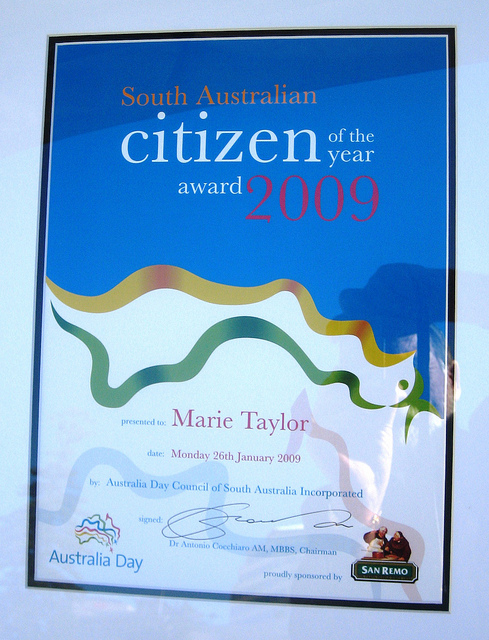 South Australian
citizen of the year
award 2009
presented to: Marie Taylor
date: Monday 26th January 2009
by: Australia Day Council of South Australia Incorporated
signed:
Dr Antonio Cocchiaro AM, MBBS, Chairman
Australia Day
proudly sponsored by
SAN REMO